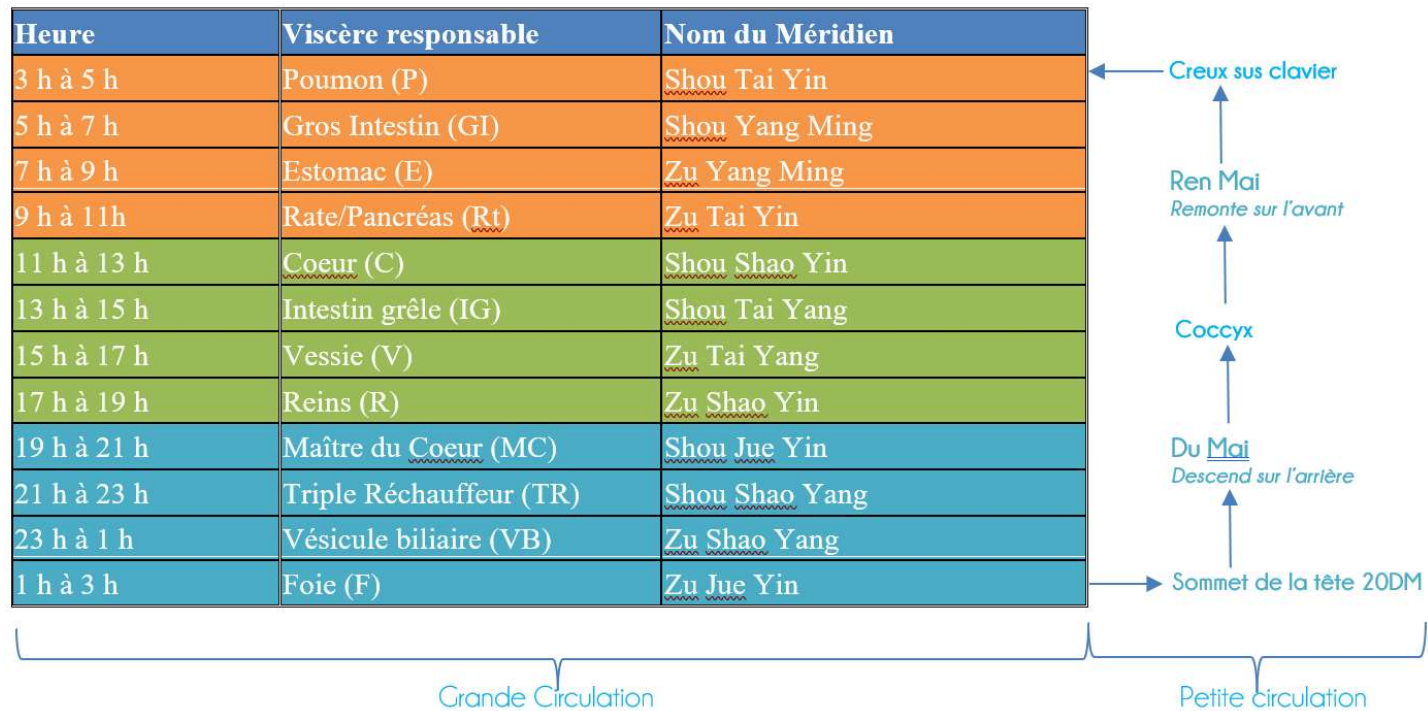 Heure Viscère responsable Nom du Méridien
3 h à 5 h Poumon (P) Shou Tai Yin
5 h à 7 h Gros Intestin (GI) Shou Yang Ming
7 h à 9 h Estomac (E) Zu Yang Ming
9 h à 11h Rate/Pancréas (Rt) Zu Tai Yin
11 h à 13 h Coeur (C) Shou Shao Yin
13 h à 15 h Intestin grêle (IG) Shou Tai Yang
15 h à 17 h Vessie (V) Zu Tai Yang
17 h à 19 h Reins (R) Zu Shao Yin
19 h à 21 h Maître du Coeur (MC) Shou Jue Yin
21 h à 23 h Triple Réchauffeur (TR) Shou Shao Yang
23 h à 1 h Vésicule biliaire (VB) Zu Shao Yang
1 h à 3 h Foie (F) Zu Jue Yin
Creux sus clavier
Ren Mai
Remonte sur l'avant
Coccyx
Du Mai
Descend sur l'arrière
Sommet de la tête 20DM
Grande Circulation
Petite circulation